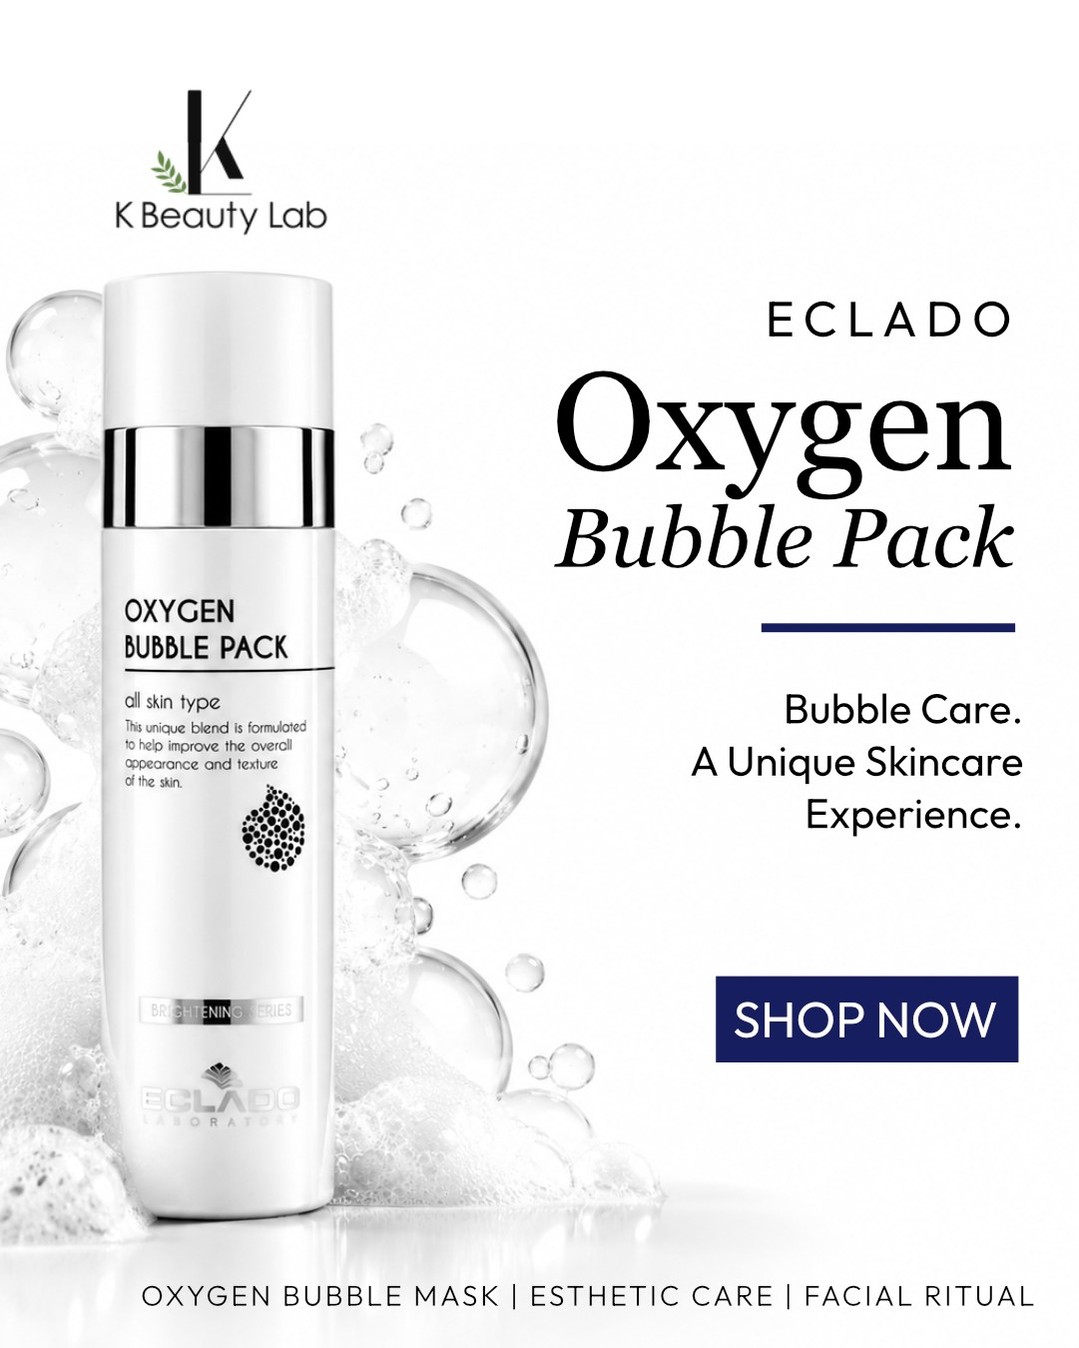 K Beauty Lab
ECLADO
Oxygen
Bubble Pack
Bubble Care.
A Unique Skincare
Experience.
SHOP NOW
OXYGEN
BUBBLE PACK
all skin type
This unique blend is formulated
to help improve the overall
appearance and texture
of the skin.
BRIGHTENING SERIES
ECLADO
LABORATORY
OXYGEN BUBBLE MASK | ESTHETIC CARE | FACIAL RITUAL